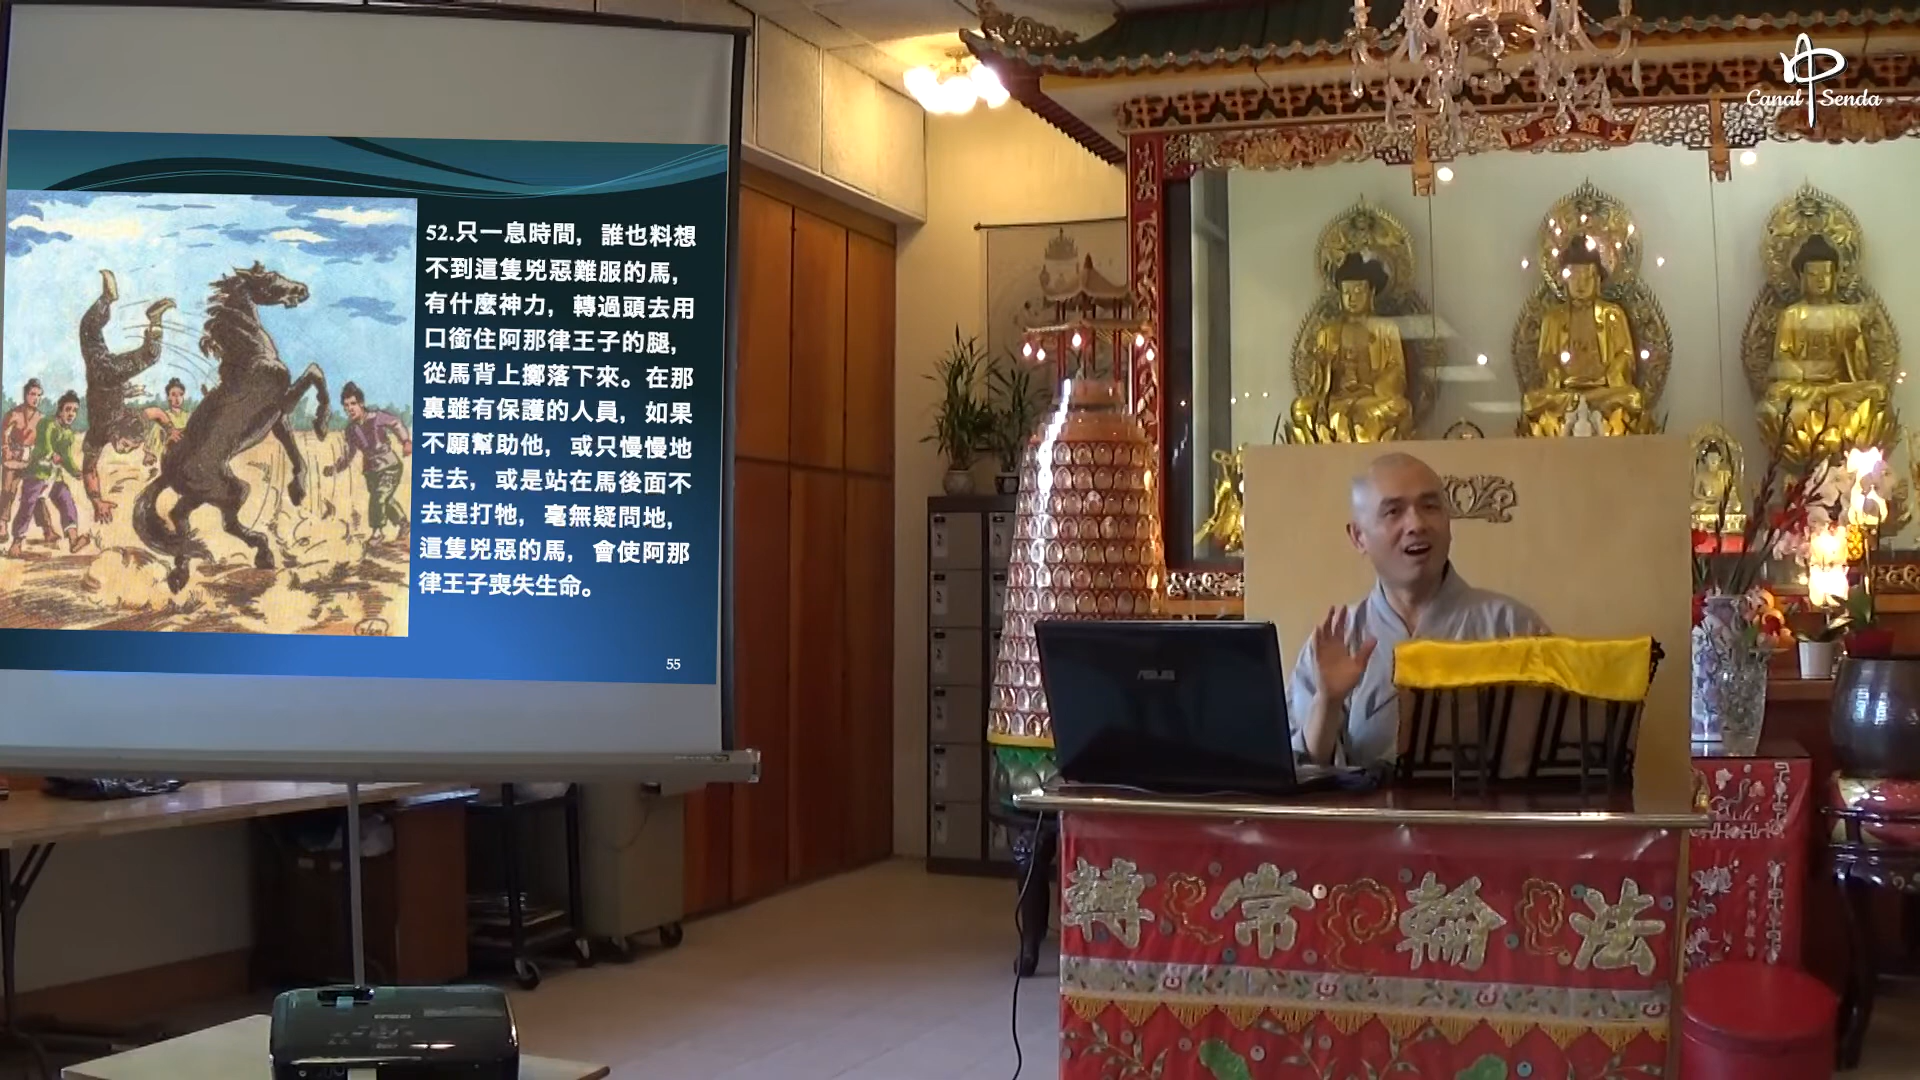 52.只一息時間，誰也料想
不到這隻兇惡難服的馬，
有什麼神力，轉過頭去用
口銜住阿那律王子的腿，
從馬背上擲落下來。在那
裏雖有保護的人員，如果
不願幫助他，或只慢慢地
走去，或是站在馬後面不
去趕打牠，毫無疑問地，
這隻兇惡的馬，會使阿那
律王子喪失生命。
55
Canal Senda
ASUS
EPSON
轉常輪法